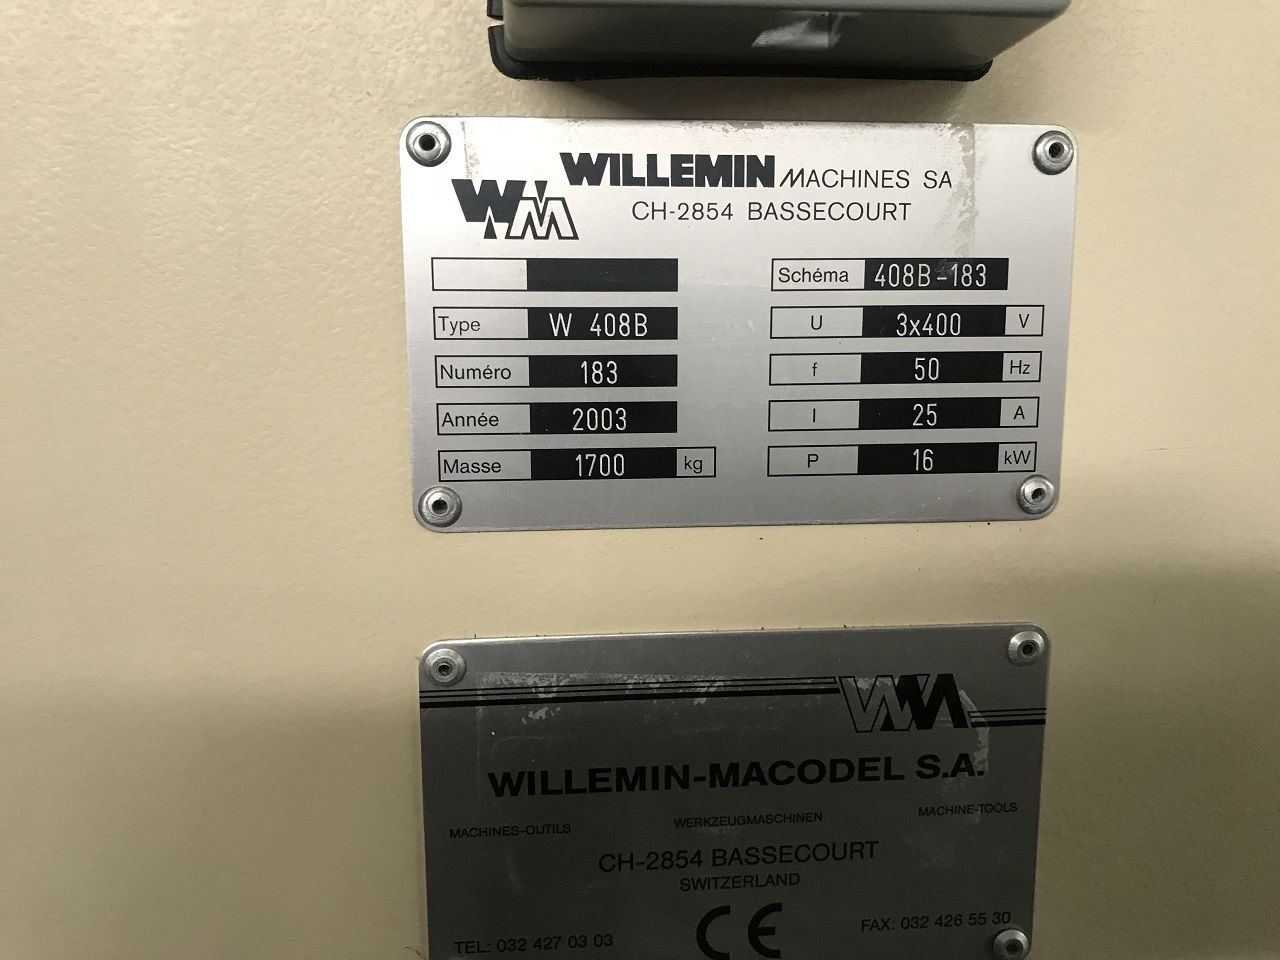 WM WILLEMIN MACHINES SA
CH-2854 BASSECOURT
Schéma 408B-183
Type W 408B U 3x400 V
Numéro 183 f 50 Hz
Année 2003 I 25 A
Masse 1700 kg P 16 kW
WM
WILLEMIN-MACODEL S.A.
MACHINES-OUTILS WERKZEUGMASCHINEN MACHINE-TOOLS
CH-2854 BASSECOURT
SWITZERLAND
TEL: 032 427 03 03 CE FAX: 032 426 55 30